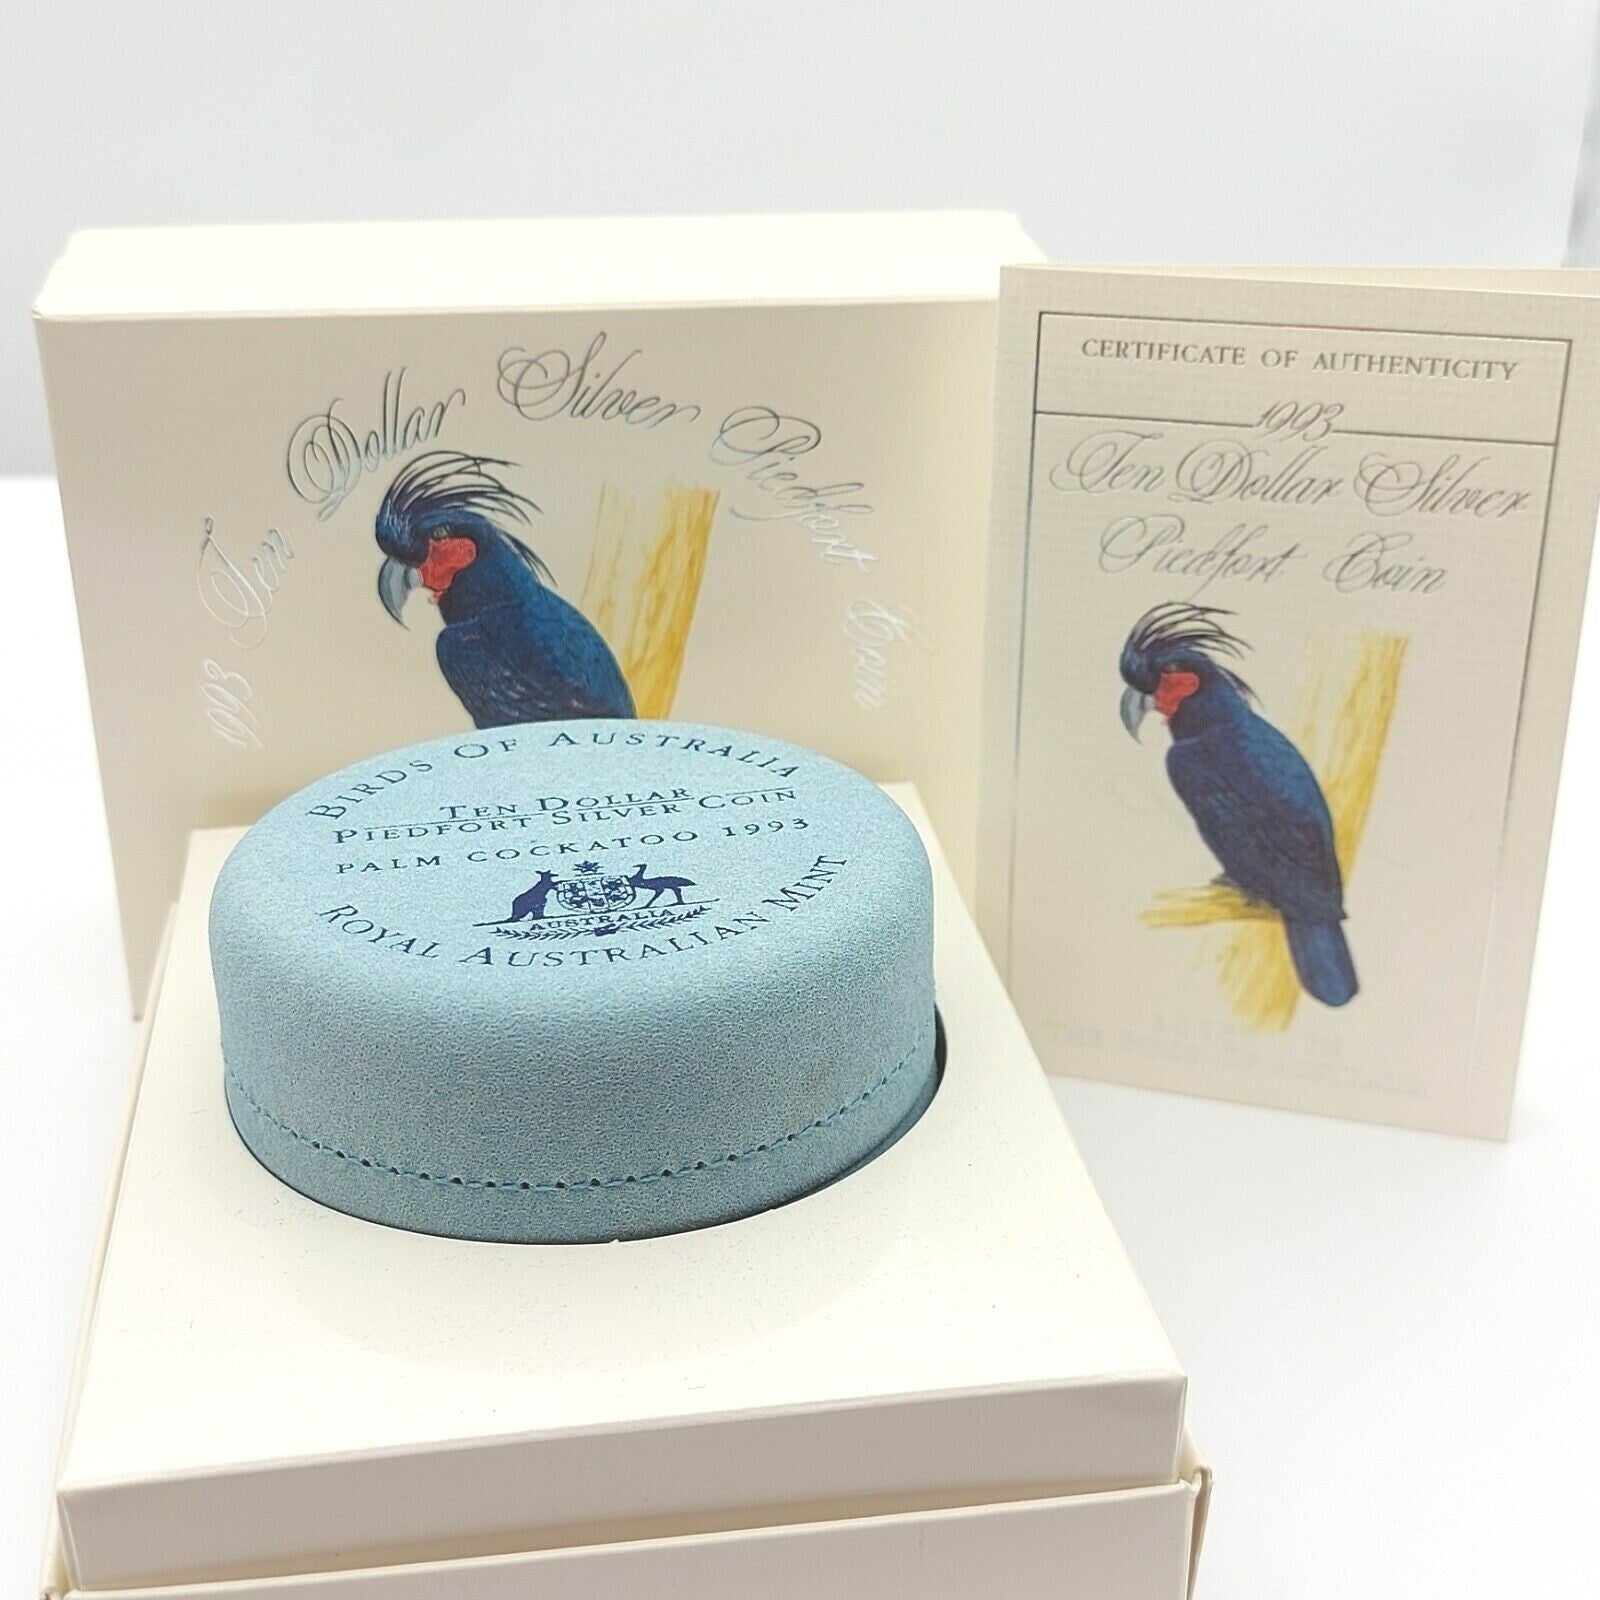 1993 Ten Dollar Silver Piedfort Coin
CERTIFICATE OF AUTHENTICITY
1993
Ten Dollar Silver
Piedfort Coin
BIRDS OF AUSTRALIA
TEN DOLLAR
PIEDFORT SILVER COIN
PALM COCKATOO 1993
AUSTRALIA
ROYAL AUSTRALIAN MINT